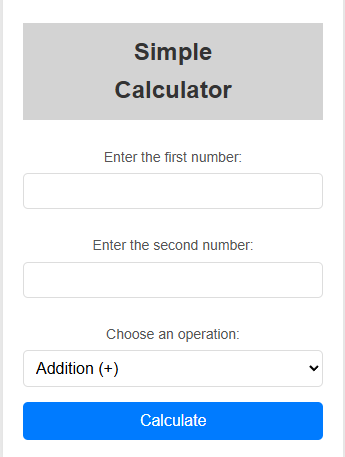 Simple
Calculator
Enter the first number:
Enter the second number:
Choose an operation:
Addition (+)
Calculate